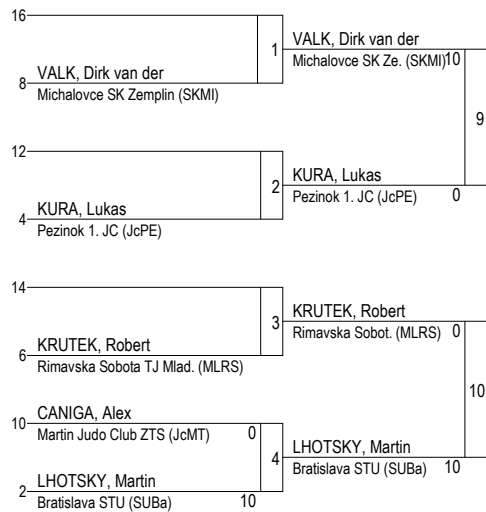 16
1
VALK, Dirk van der
8
Michalovce SK Zemplin (SKMI)
VALK, Dirk van der
Michalovce SK Ze. (SKMI) 10
9
12
2
KURA, Lukas
4
Pezinok 1. JC (JcPE)
KURA, Lukas
Pezinok 1. JC (JcPE) 0
14
3
KRUTEK, Robert
6
Rimavska Sobota TJ Mlad. (MLRS)
KRUTEK, Robert
Rimavska Sobot. (MLRS) 0
10
CANIGA, Alex
10
Martin Judo Club ZTS (JcMT) 0
4
LHOTSKY, Martin
2
Bratislava STU (SUBa) 10
LHOTSKY, Martin
Bratislava STU (SUBa) 10